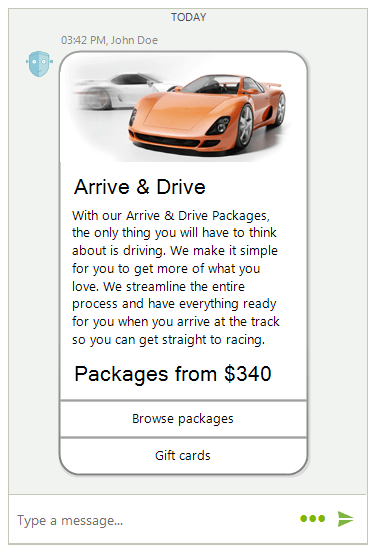 TODAY
03:42 PM, John Doe
Arrive & Drive
With our Arrive & Drive Packages,
the only thing you will have to think
about is driving. We make it simple
for you to get more of what you
love. We streamline the entire
process and have everything ready
for you when you arrive at the track
so you can get straight to racing.
Packages from $340
Browse packages
Gift cards
Type a message...